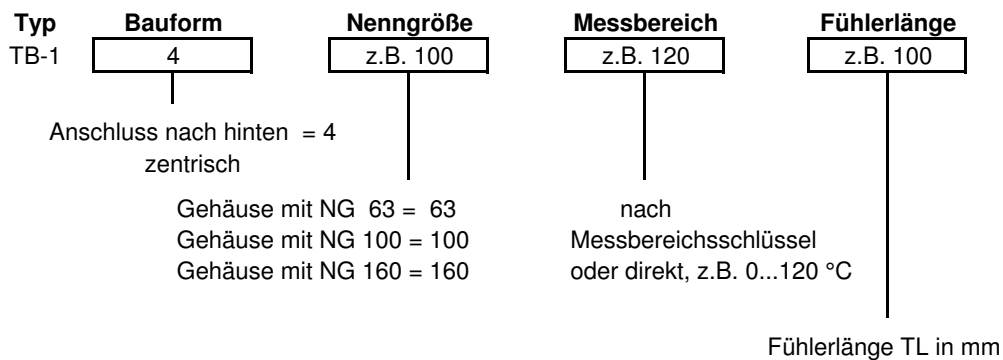 Typ Bauform Nenngröße Messbereich Fühlerlänge
TB-1 4 z.B. 100 z.B. 120 z.B. 100
Anschluss nach hinten = 4
zentrisch
Gehäuse mit NG 63 = 63 nach
Gehäuse mit NG 100 = 100 Messbereichsschlüssel
Gehäuse mit NG 160 = 160 oder direkt, z.B. 0...120 °C
Fühlerlänge TL in mm